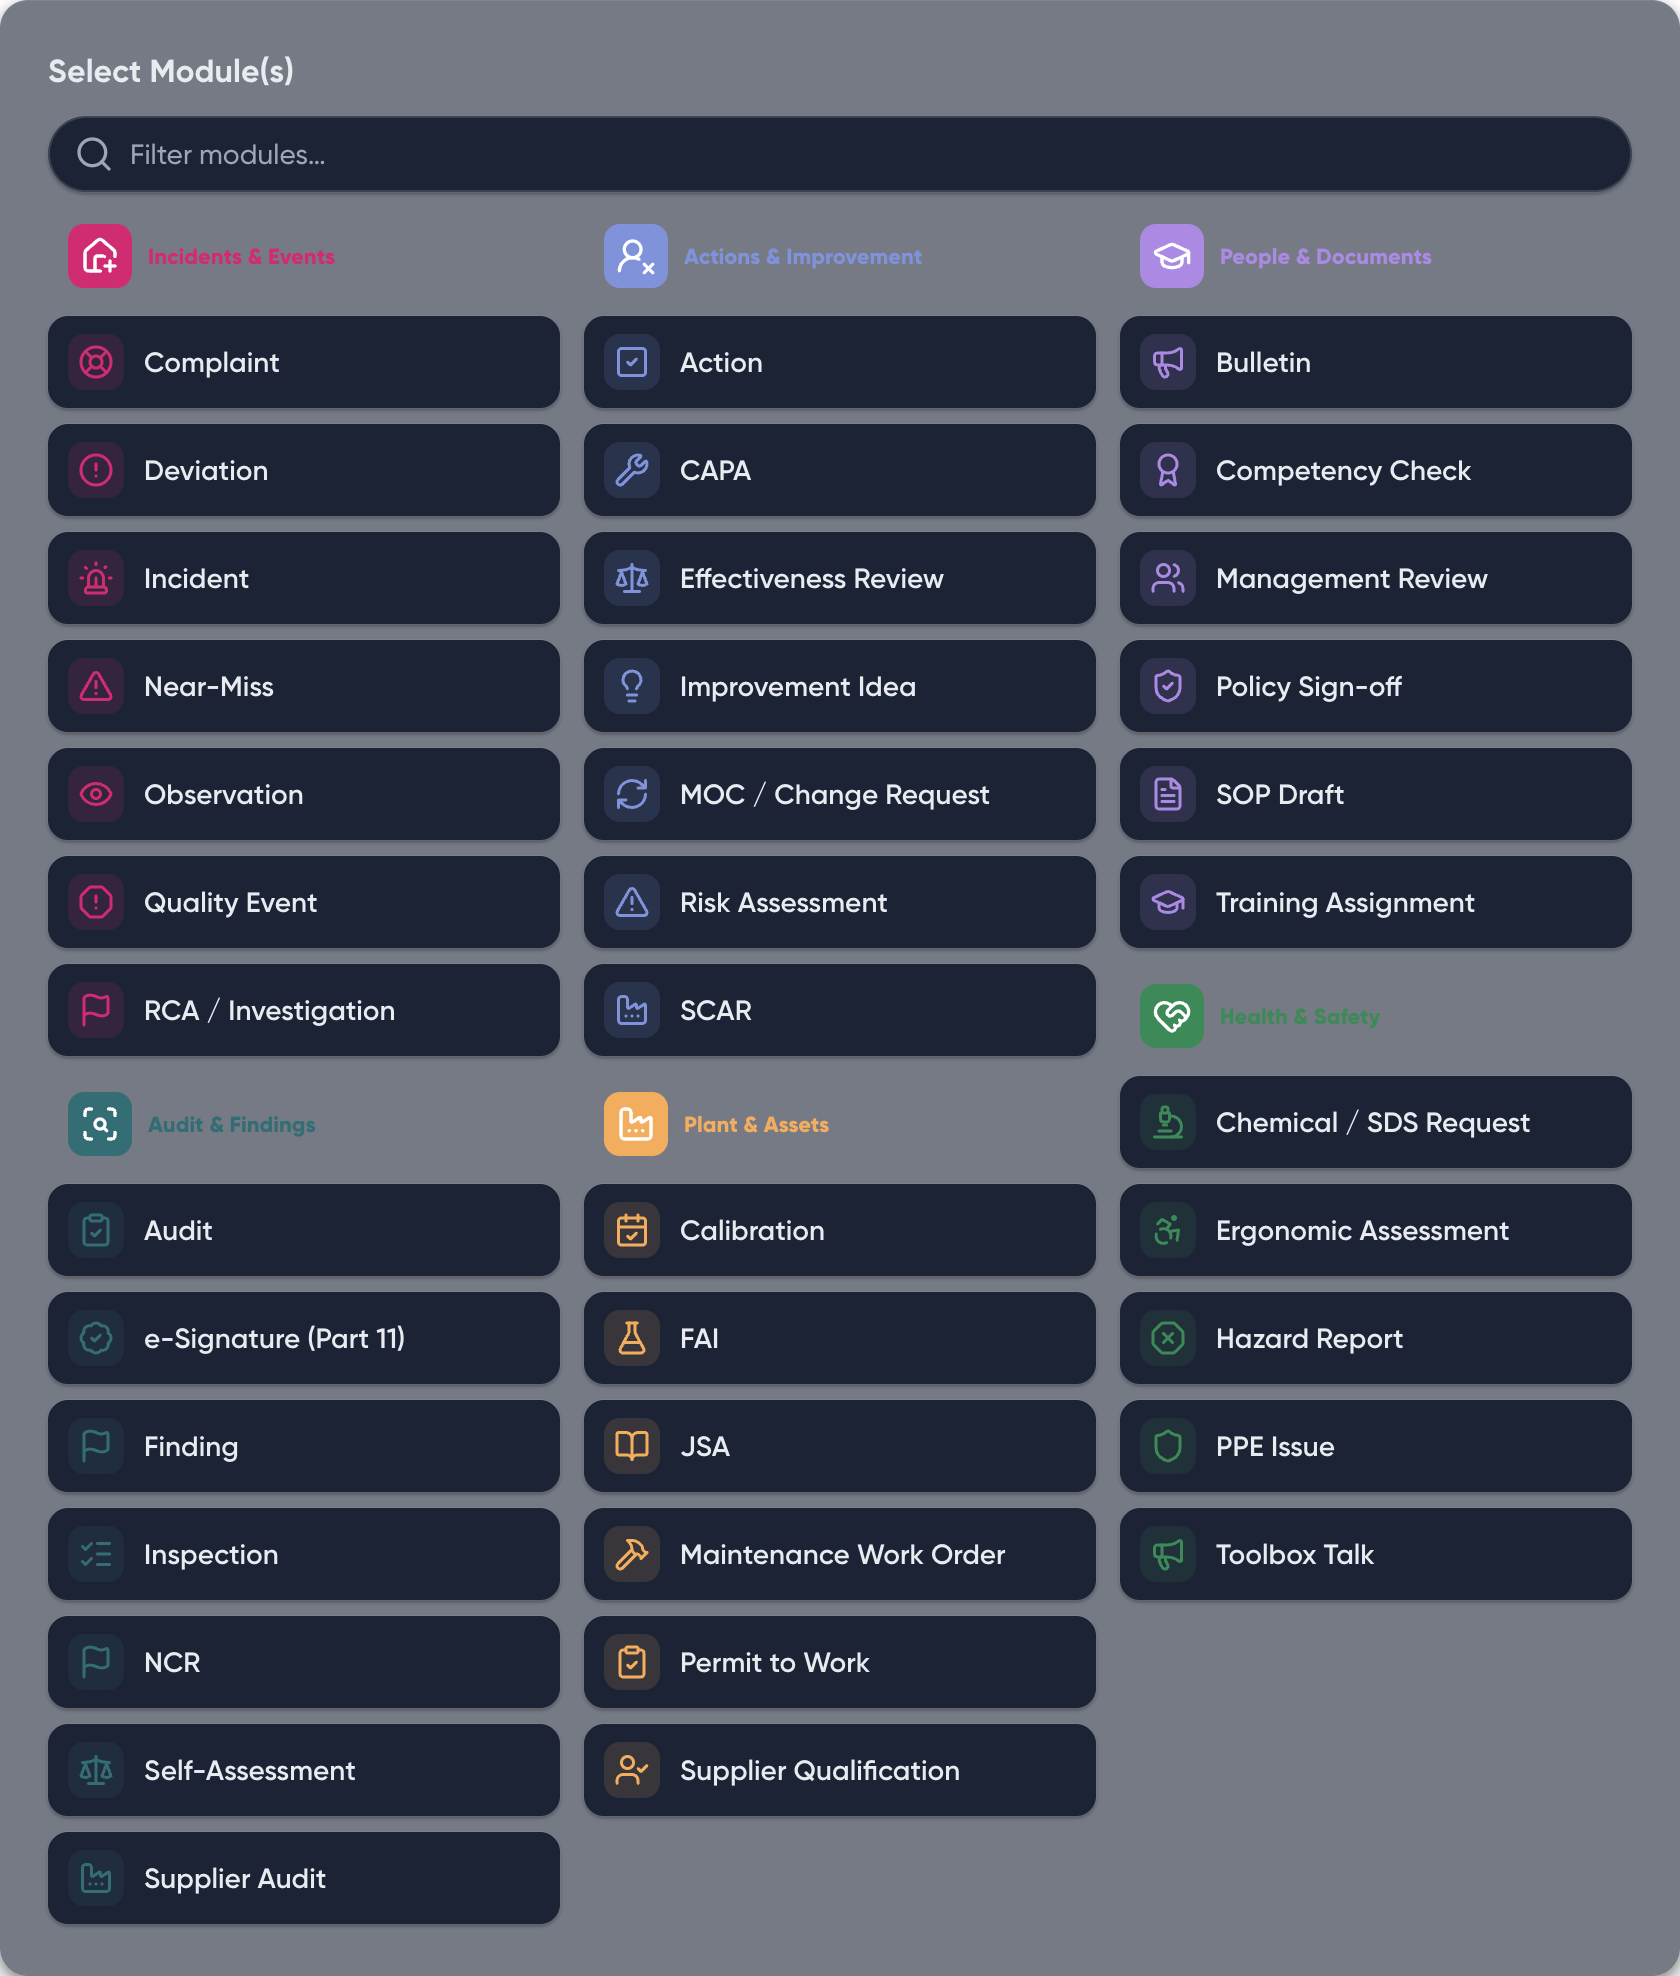 Select Module(s)
Filter modules...
Incidents & Events
Complaint
Deviation
Incident
Near-Miss
Observation
Quality Event
RCA / Investigation
Audit & Findings
Audit
e-Signature (Part 11)
Finding
Inspection
NCR
Self-Assessment
Supplier Audit
Actions & Improvement
Action
CAPA
Effectiveness Review
Improvement Idea
MOC / Change Request
Risk Assessment
SCAR
Plant & Assets
Calibration
FAI
JSA
Maintenance Work Order
Permit to Work
Supplier Qualification
People & Documents
Bulletin
Competency Check
Management Review
Policy Sign-off
SOP Draft
Training Assignment
Health & Safety
Chemical / SDS Request
Ergonomic Assessment
Hazard Report
PPE Issue
Toolbox Talk